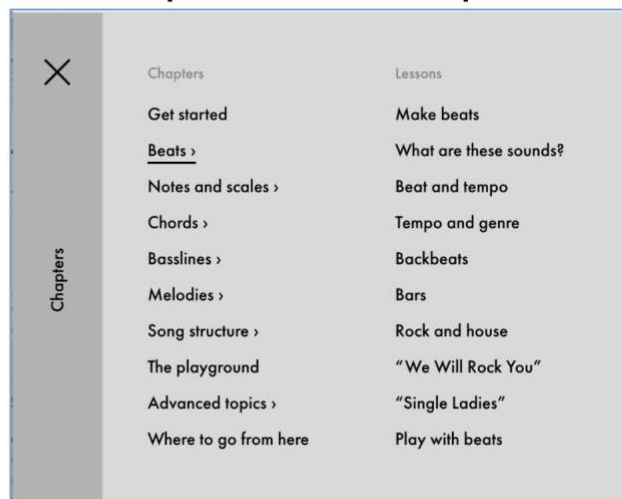 Chapters
Chapters
Get started
Beats ›
Notes and scales ›
Chords ›
Basslines ›
Melodies ›
Song structure ›
The playground
Advanced topics ›
Where to go from here
Lessons
Make beats
What are these sounds?
Beat and tempo
Tempo and genre
Backbeats
Bars
Rock and house
“We Will Rock You”
“Single Ladies”
Play with beats